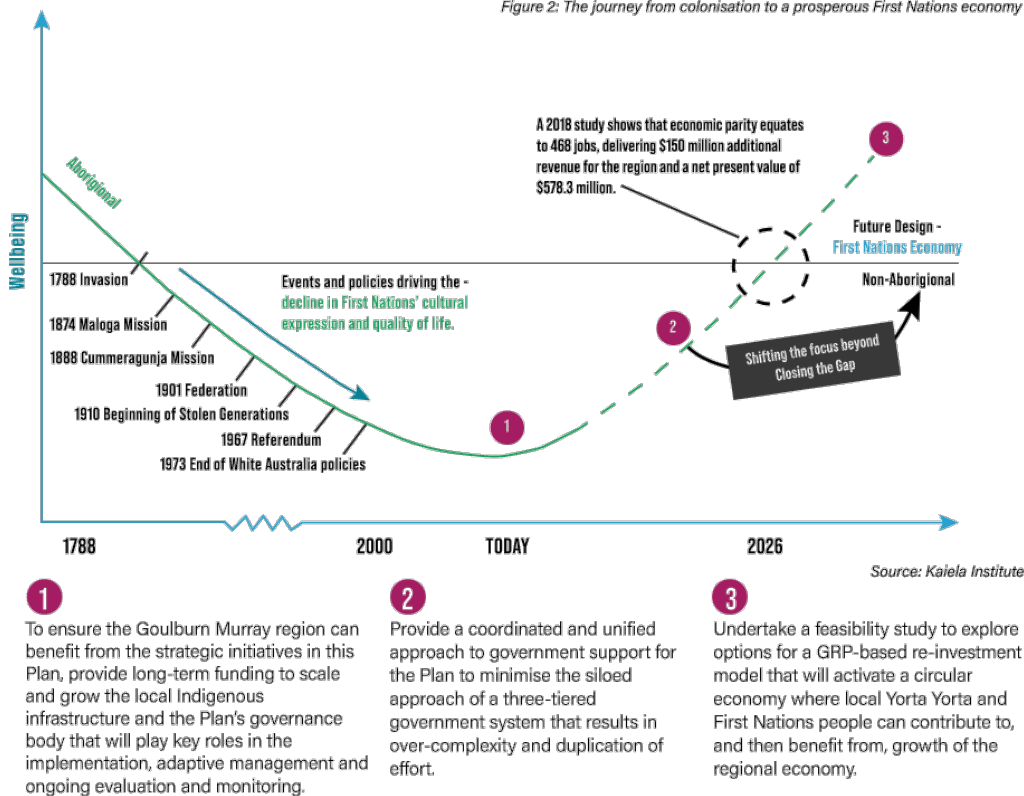 Figure 2: The journey from colonisation to a prosperous First Nations economy
Wellbeing
Aborigional
A 2018 study shows that economic parity equates
to 468 jobs, delivering $150 million additional
revenue for the region and a net present value of
$578.3 million.
3
Future Design -
First Nations Economy
Non-Aborigional
1788 Invasion
1874 Maloga Mission
1888 Cummeragunja Mission
1901 Federation
1910 Beginning of Stolen Generations
1967 Referendum
1973 End of White Australia policies
Events and policies driving the -
decline in First Nations' cultural
expression and quality of life.
2
Shifting the focus beyond
Closing the Gap
1
1788
2000
TODAY
2026
Source: Kaiela Institute
1
To ensure the Goulburn Murray region can
benefit from the strategic initiatives in this
Plan, provide long-term funding to scale
and grow the local Indigenous
infrastructure and the Plan's governance
body that will play key roles in the
implementation, adaptive management and
ongoing evaluation and monitoring.
2
Provide a coordinated and unified
approach to government support for
the Plan to minimise the siloed
approach of a three-tiered
government system that results in
over-complexity and duplication of
effort.
3
Undertake a feasibility study to explore
options for a GRP-based re-investment
model that will activate a circular
economy where local Yorta Yorta and
First Nations people can contribute to,
and then benefit from, growth of the
regional economy.